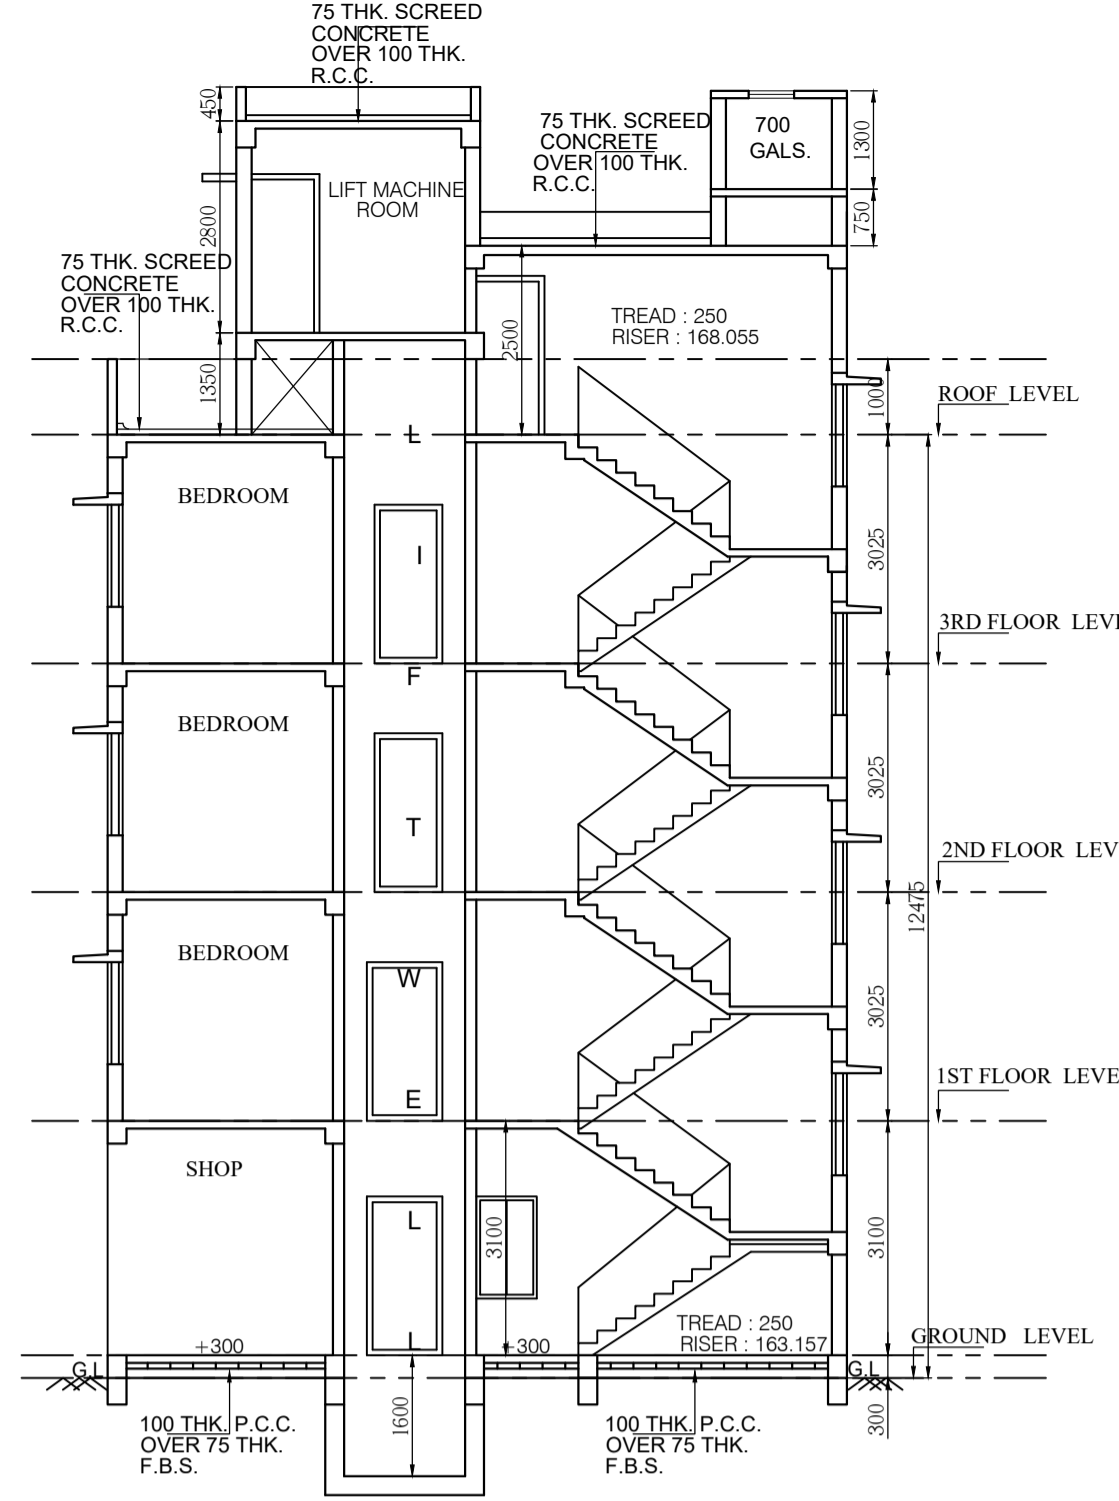 75 THK. SCREED
CONCRETE
OVER 100 THK.
R.C.C.
450
75 THK. SCREED
CONCRETE
OVER 100 THK.
R.C.C.
700
GALS.
1300
LIFT MACHINE
ROOM
2800
750
75 THK. SCREED
CONCRETE
OVER 100 THK.
R.C.C.
TREAD : 250
RISER : 168.055
2500
1350
1000
ROOF LEVEL
L
BEDROOM
I
3025
3RD FLOOR LEV
F
BEDROOM
T
3025
2ND FLOOR LEV
12475
BEDROOM
W
3025
E
1ST FLOOR LEVE
SHOP
L
3100
3100
TREAD : 250
RISER : 163.157
GROUND LEVEL
+300
L
+300
G.L
G.L
300
1600
100 THK. P.C.C.
OVER 75 THK.
F.B.S.
100 THK. P.C.C.
OVER 75 THK.
F.B.S.